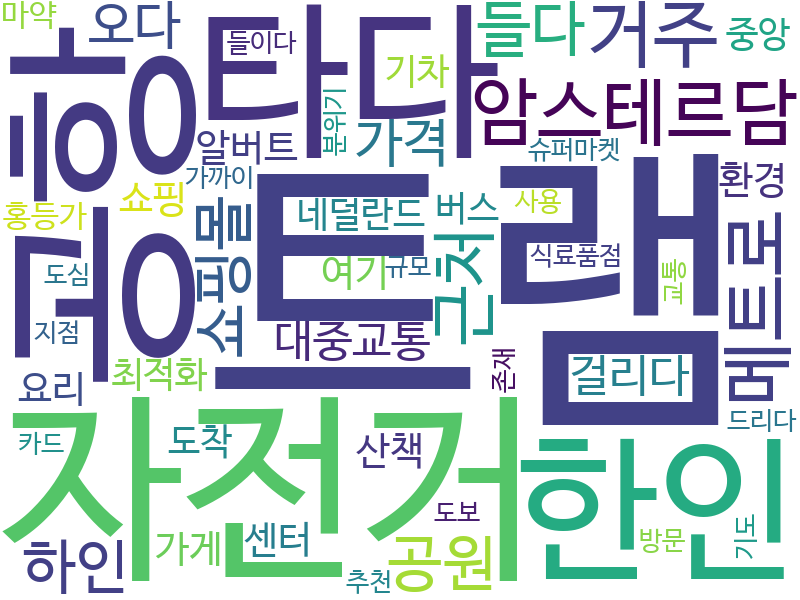 마약
오다
들이다
타다
기차
들다
거주
중앙
공항
분위기
알버트
가격
암스테르담
슈퍼마켓
가까이
트램
환경
홍등가
쇼핑
쇼핑몰
네덜란드
버스
사용
근처
메트로
도심
여기
규모
식료품점
교통
지점
대중교통
최적화
존재
걸리다
요리
자전거
한인
드리다
카드
도착
산책
도보
하인
가게
센터
공원
방문
기도
추천